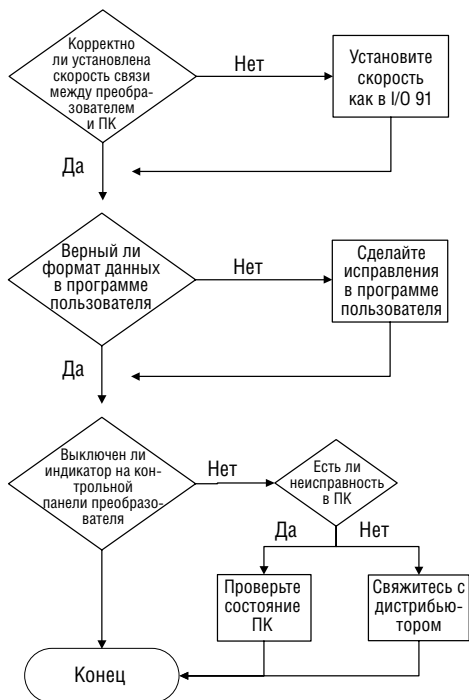 Корректно
ли установлена
скорость связи
между преобра-
зователем
и ПК
Нет
Установите
скорость
как в I/O 91
Да
Верный ли
формат данных
в программе
пользователя
Нет
Сделайте
исправления
в программе
пользователя
Да
Выключен ли
индикатор на кон-
трольной
панели преобразо-
вателя
Нет
Есть ли
неисправность
в ПК
Да
Нет
Проверьте
состояние
ПК
Свяжитесь с
дистрибью-
тором
Конец